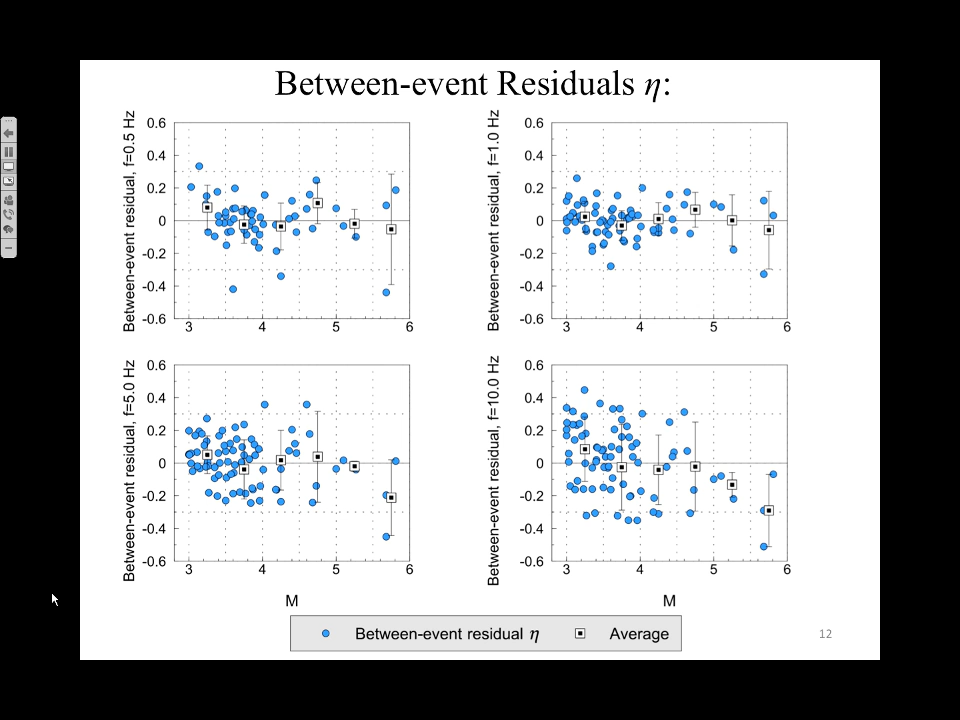 Between-event Residuals η:
Between-event residual, f=0.5 Hz
0.6
0.4
0.2
0
-0.2
-0.4
-0.6
3 4 5 6
Between-event residual, f=1.0 Hz
0.6
0.4
0.2
0
-0.2
-0.4
-0.6
3 4 5 6
Between-event residual, f=5.0 Hz
0.6
0.4
0.2
0
-0.2
-0.4
-0.6
3 4 5 6
M
Between-event residual, f=10.0 Hz
0.6
0.4
0.2
0
-0.2
-0.4
-0.6
3 4 5 6
M
Between-event residual η Average
12